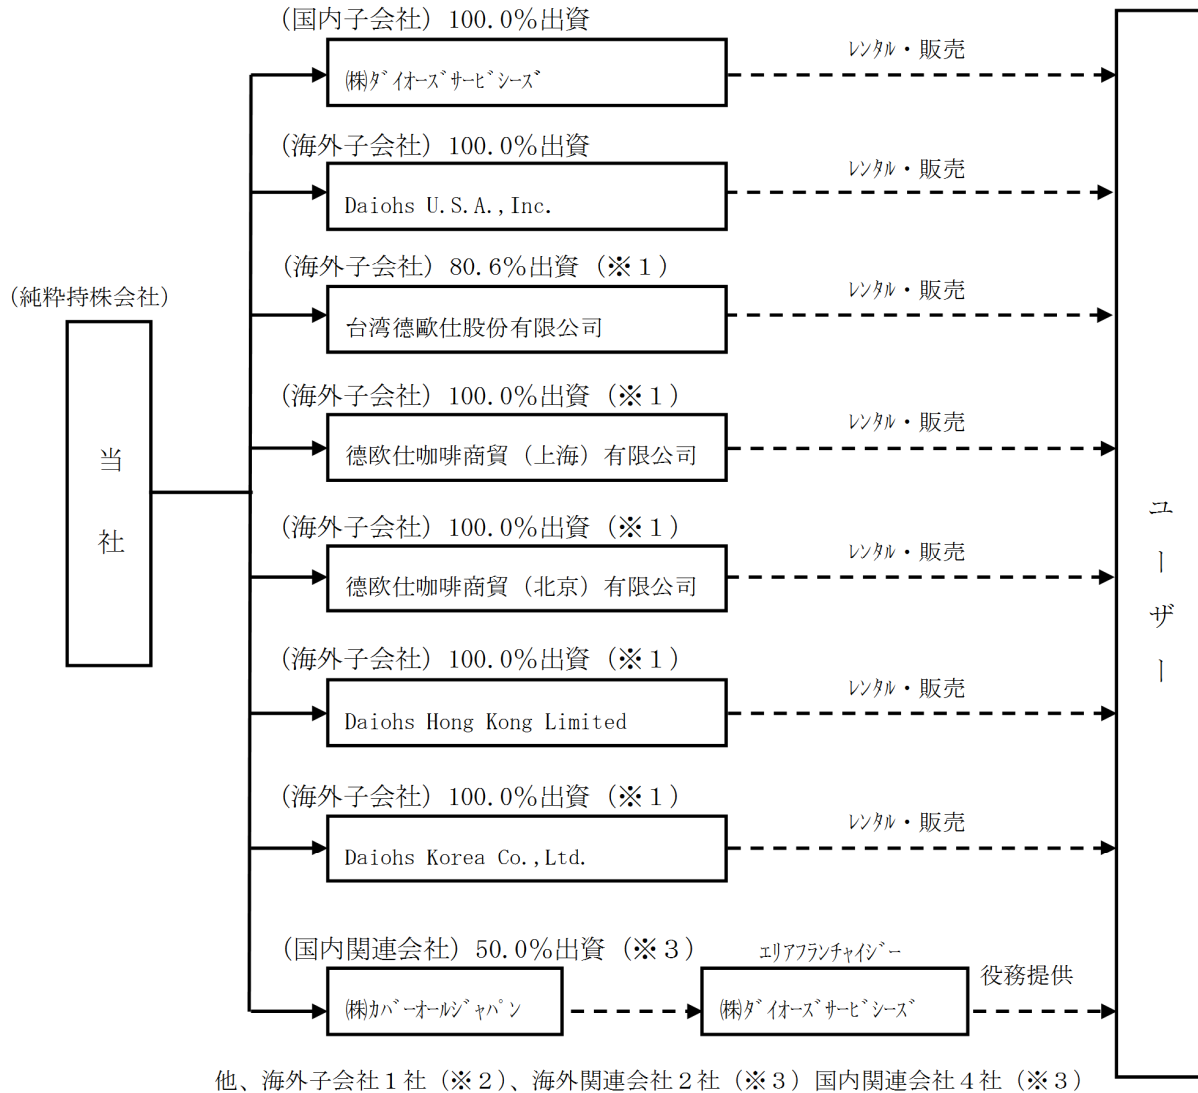 (国内子会社) 100.0%出資
レンタル・販売
㈱ダイオーズサービシーズ
(海外子会社) 100.0%出資
レンタル・販売
Daiohs U.S.A.,Inc.
(海外子会社) 80.6%出資(※1)
レンタル・販売
(純粋持株会社)
台湾德歐仕股份有限公司
(海外子会社) 100.0%出資(※1)
レンタル・販売
当社
德欧仕咖啡商貿(上海)有限公司
ユーザー
(海外子会社) 100.0%出資(※1)
レンタル・販売
德欧仕咖啡商貿(北京)有限公司
(海外子会社) 100.0%出資(※1)
レンタル・販売
Daiohs Hong Kong Limited
(海外子会社) 100.0%出資(※1)
レンタル・販売
Daiohs Korea Co.,Ltd.
(国内関連会社) 50.0%出資(※3)
エリアフランチャイジー
役務提供
㈱カバーオールジャパン
㈱ダイオーズサービシーズ
他、海外子会社1社(※2)、海外関連会社2社(※3)国内関連会社4社(※3)